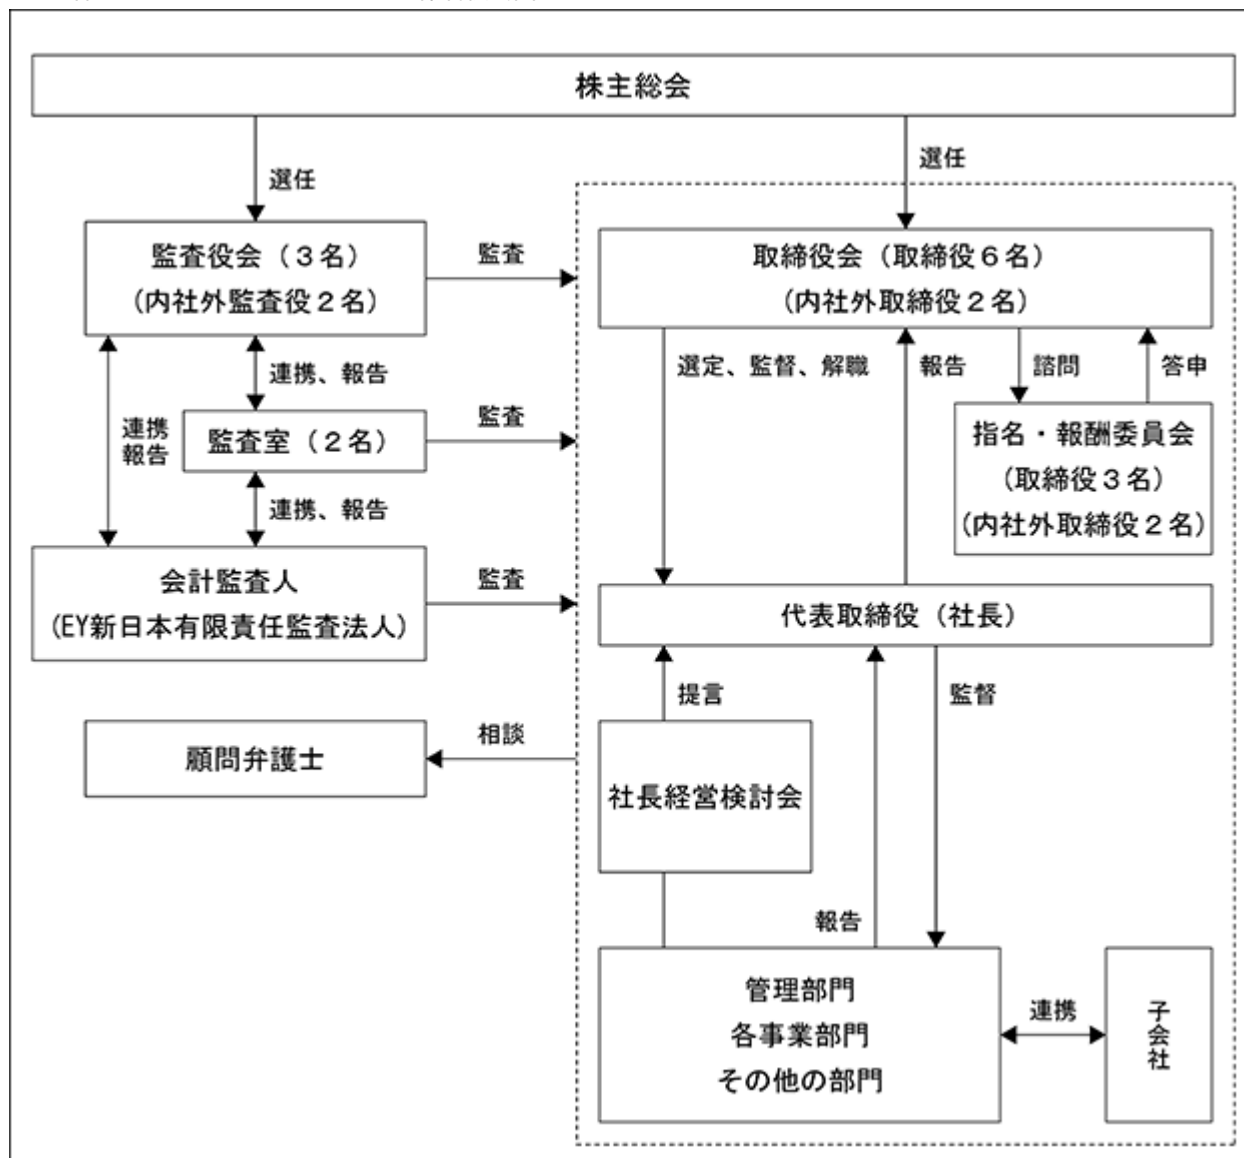 株主総会
選任
選任
監査役会（３名）
（内社外監査役２名）
監査
取締役会（取締役６名）
（内社外取締役２名）
連携、報告
選定、監督、解職
報告
諮問
答申
連携
報告
監査室（２名）
監査
指名・報酬委員会
（取締役３名）
（内社外取締役２名）
連携、報告
会計監査人
（EY新日本有限責任監査法人）
監査
代表取締役（社長）
提言
監督
顧問弁護士
相談
社長経営検討会
報告
管理部門
各事業部門
その他の部門
連携
子会社